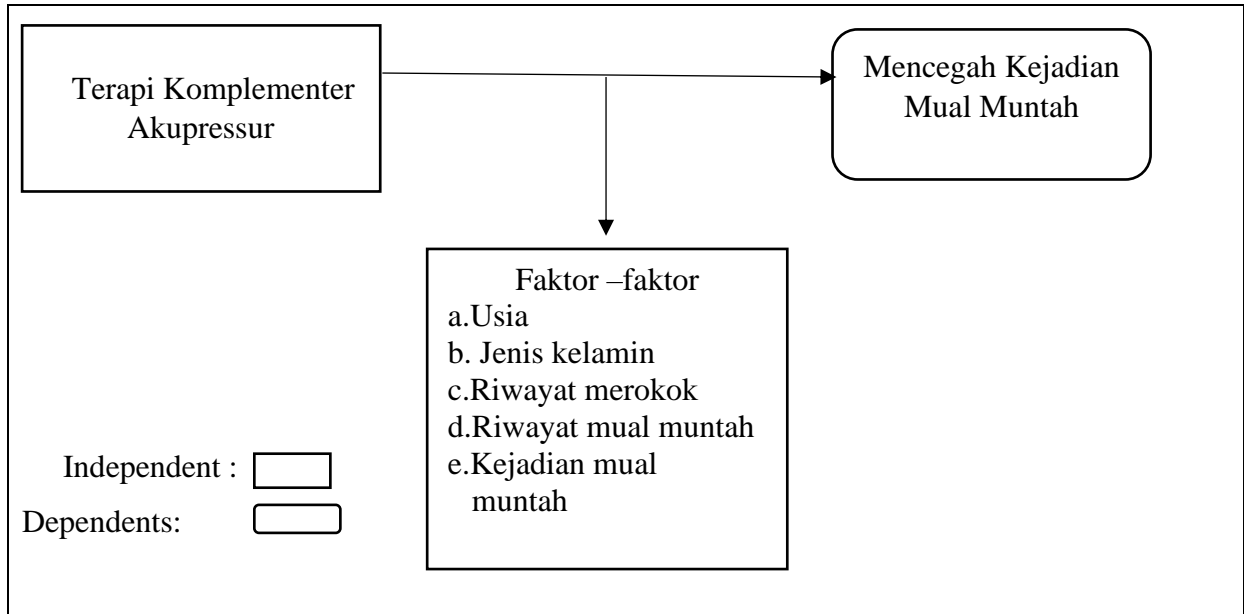 Terapi Komplementer
Akupressur
Mencegah Kejadian
Mual Muntah
Faktor –faktor
a.Usia
b. Jenis kelamin
c.Riwayat merokok
d.Riwayat mual muntah
e.Kejadian mual
muntah
Independent :
Dependents: